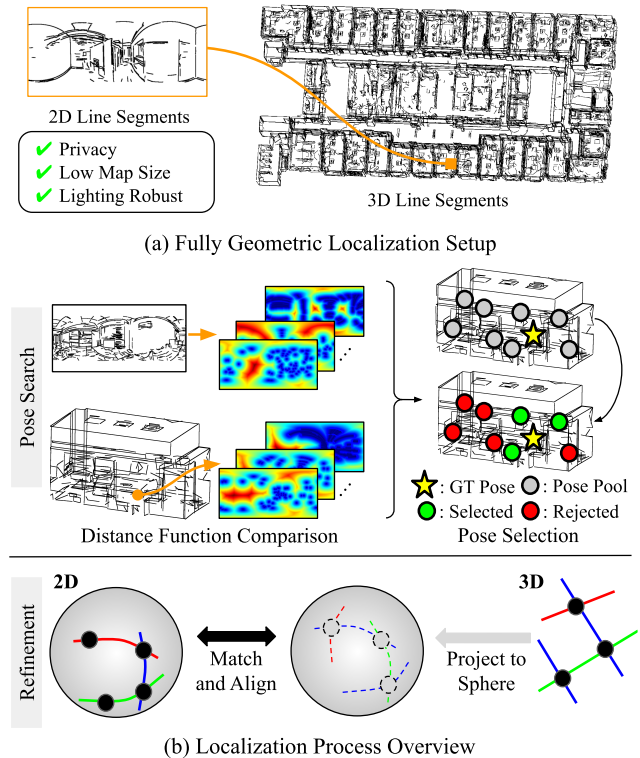 2D Line Segments
✔ Privacy
✔ Low Map Size
✔ Lighting Robust
3D Line Segments
(a) Fully Geometric Localization Setup
Pose Search
Distance Function Comparison
: GT Pose
: Pose Pool
: Selected
: Rejected
Pose Selection
Refinement
2D
Match
and Align
Project to
Sphere
3D
(b) Localization Process Overview